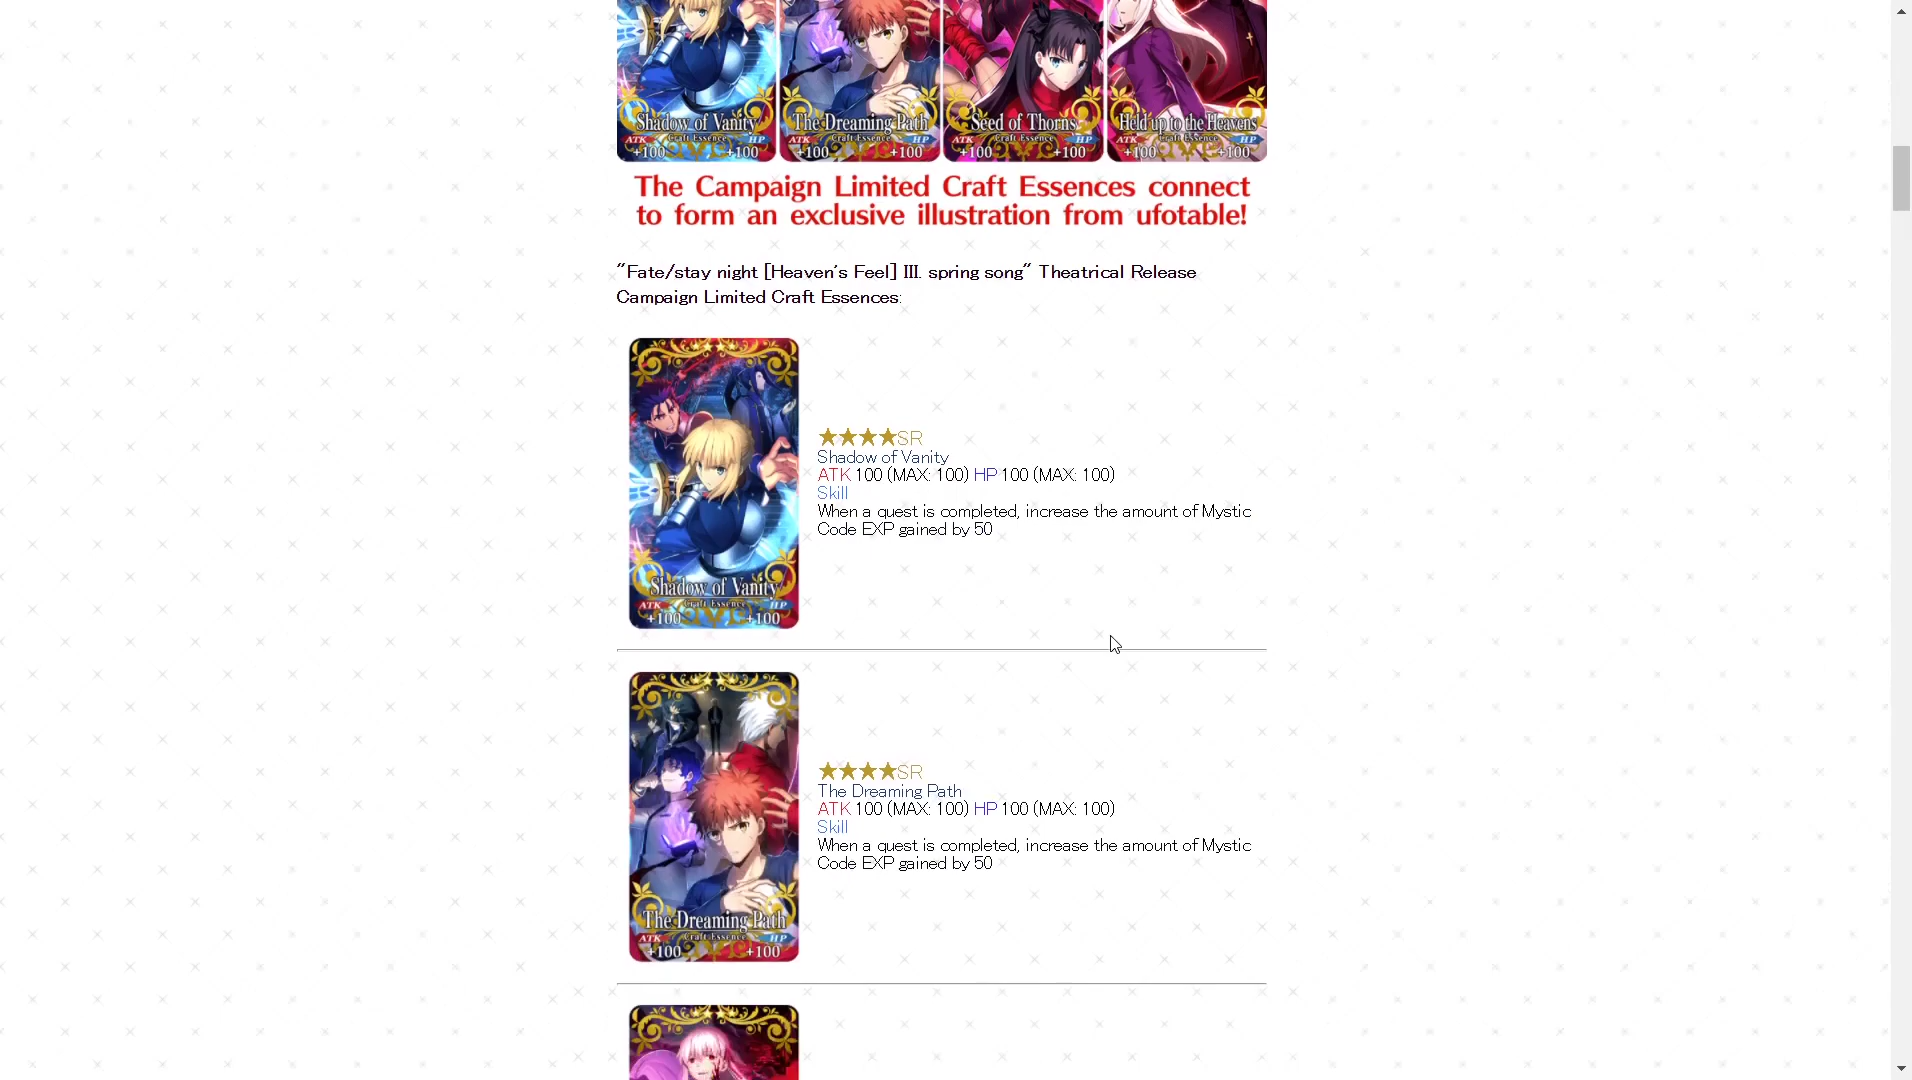 Shadow of Vanity The Dreaming Path Seed of Thorns Held up to the Heavens
ATK Craft Essence HP ATK Craft Essence HP ATK Craft Essence HP ATK Craft Essence HP
+100 +100 +100 +100 +100 +100 +100 +100
The Campaign Limited Craft Essences connect
to form an exclusive illustration from ufotable!
"Fate/stay night [Heaven's Feel] III. spring song" Theatrical Release
Campaign Limited Craft Essences:
★★★★SR
Shadow of Vanity
ATK 100 (MAX: 100) HP 100 (MAX: 100)
Skill
When a quest is completed, increase the amount of Mystic
Code EXP gained by 50
Shadow of Vanity
ATK Craft Essence HP
+100 +100
★★★★SR
The Dreaming Path
ATK 100 (MAX: 100) HP 100 (MAX: 100)
Skill
When a quest is completed, increase the amount of Mystic
Code EXP gained by 50
The Dreaming Path
ATK Craft Essence HP
+100 +100